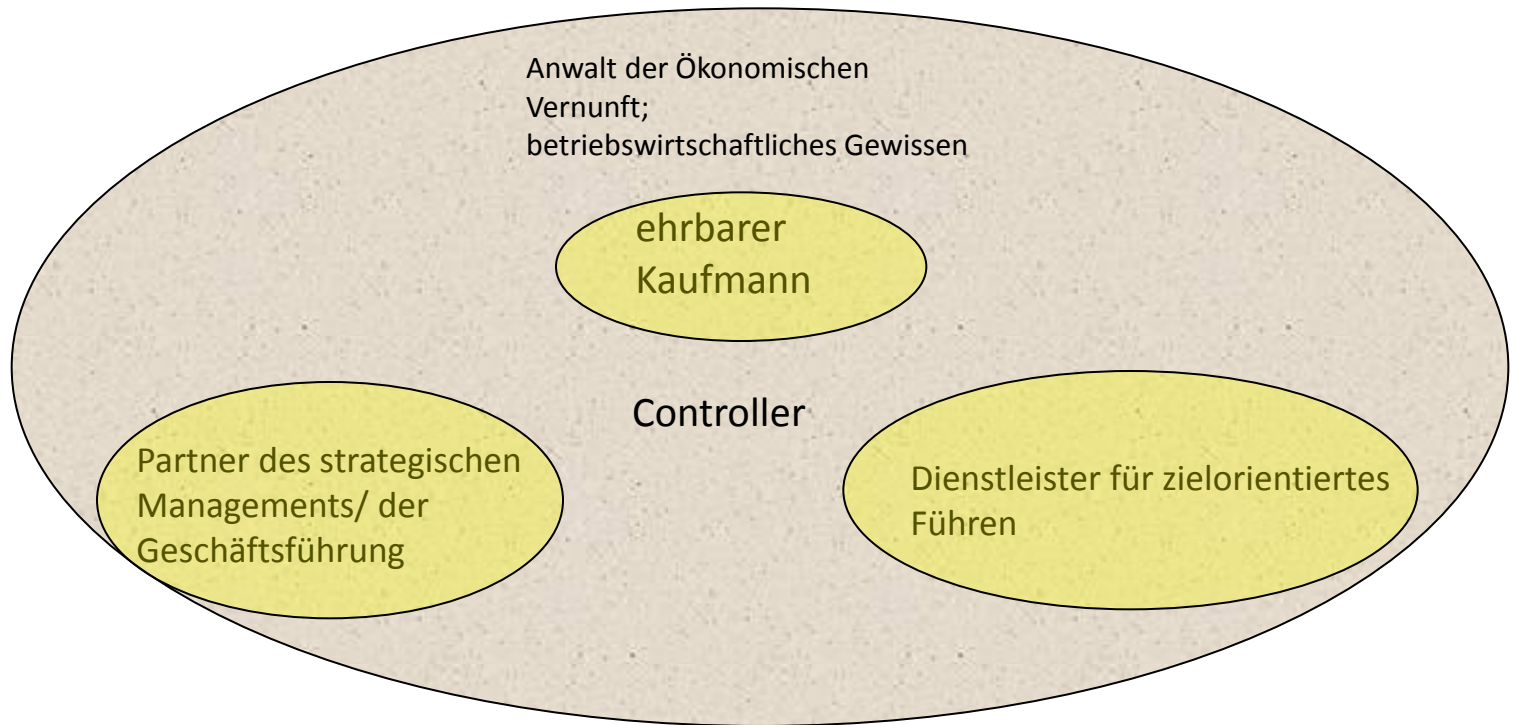 Anwalt der Ökonomischen
Vernunft;
betriebswirtschaftliches Gewissen
ehrbarer
Kaufmann
Controller
Partner des strategischen
Managements/ der
Geschäftsführung
Dienstleister für zielorientiertes
Führen